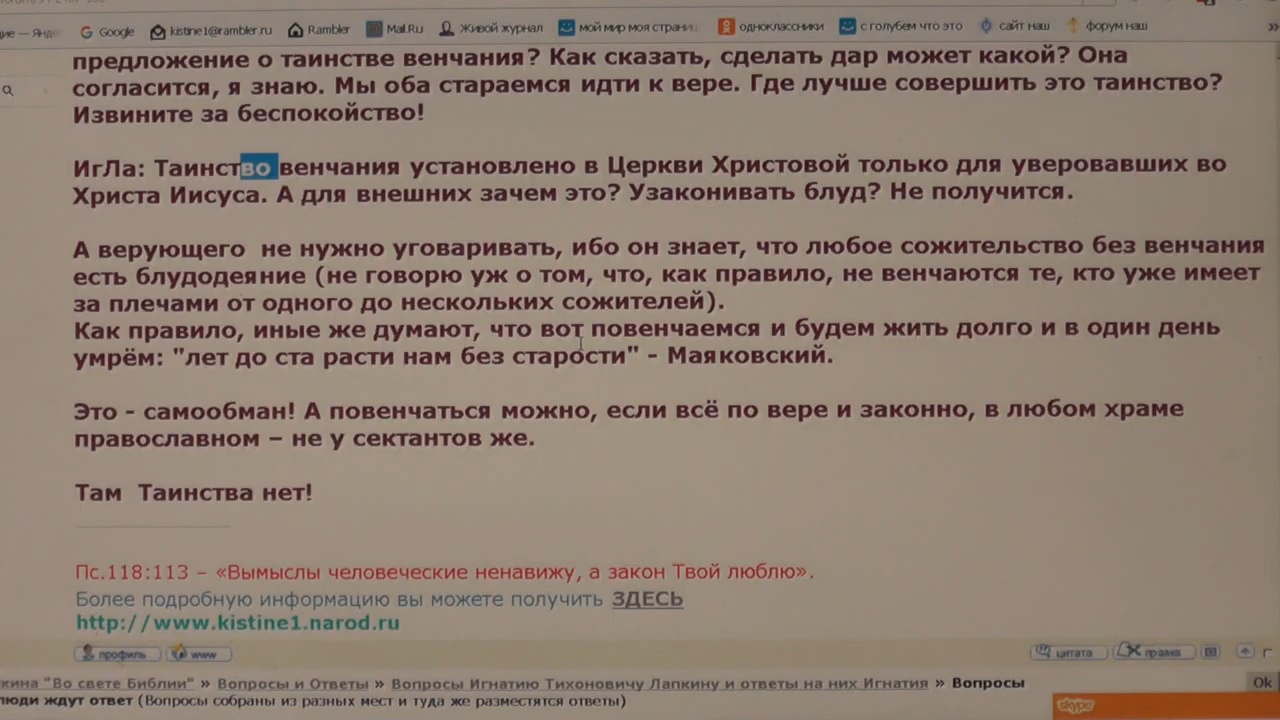 Google kistine1@rambler.ru Rambler Mail.Ru Живой журнал мой мир моя страни одноклассники с голубем что это сайт наш форум наш »
предложение о таинстве венчания? Как сказать, сделать дар может какой? Она
согласится, я знаю. Мы оба стараемся идти к вере. Где лучше совершить это таинство?
Извините за беспокойство!
ИгЛа: Таинство венчания установлено в Церкви Христовой только для уверовавших во
Христа Иисуса. А для внешних зачем это? Узаконивать блуд? Не получится.
А верующего не нужно уговаривать, ибо он знает, что любое сожительство без венчания
есть блудодеяние (не говорю уж о том, что, как правило, не венчаются те, кто уже имеет
за плечами от одного до нескольких сожителей).
Как правило, иные же думают, что вот повенчаемся и будем жить долго и в один день
умрём: "лет до ста расти нам без старости" - Маяковский.
Это - самообман! А повенчаться можно, если всё по вере и законно, в любом храме
православном – не у сектантов же.
Там Таинства нет!
Пс.118:113 – «Вымыслы человеческие ненавижу, а закон Твой люблю».
Более подробную информацию вы можете получить ЗДЕСЬ
http://www.kistine1.narod.ru
профиль www цитата правка
кина "Во свете Библии" » Вопросы и Ответы » Вопросы Игнатию Тихоновичу Лапкину и ответы на них Игнатия » Вопросы Ok
люди ждут ответ (Вопросы собраны из разных мест и туда же разместятся ответы)
skype